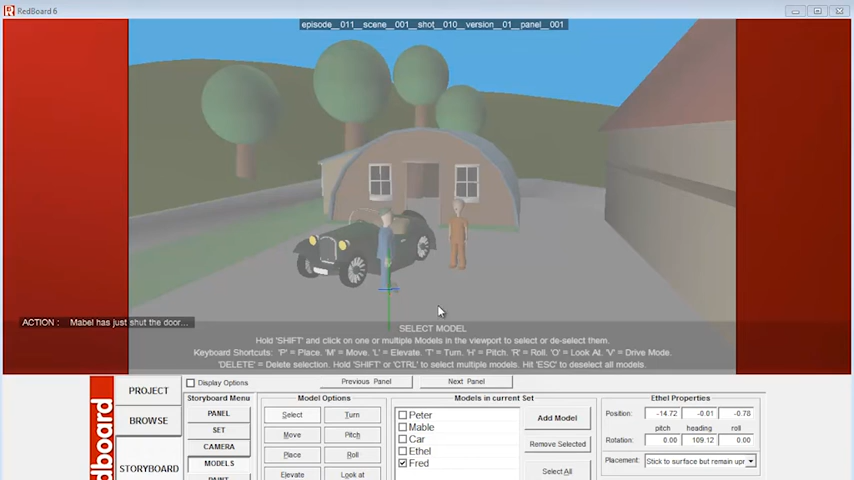 RedBoard 6
episode__011__scene__001__shot__010__version__01__panel__001
ACTION :    Mabel has just shut the door...
SELECT MODEL
Hold 'SHIFT' and click on one or multiple Models in the viewport to select or de-select them.
Keyboard Shortcuts: 'P' = Place. 'M' = Move. 'L' = Elevate. 'T' = Turn. 'H' = Pitch. 'R' = Roll. 'O' = Look At. 'V' = Drive Mode.
'DELETE' = Delete selection. Hold 'SHIFT' or 'CTRL' to select multiple models. Hit 'ESC' to deselect all models.
dboard
PROJECT
BROWSE
STORYBOARD
Display Options
Previous Panel
Next Panel
Storyboard Menu
PANEL
SET
CAMERA
MODELS
Model Options
Select
Turn
Move
Pitch
Place
Roll
Elevate
Look at
Models in current Set
Peter
Mable
Car
Ethel
Fred
Add Model
Remove Selected
Select All
Ethel Properties
Position: -14.72 -0.01 -0.78
pitch heading roll
Rotation: 0.00 109.12 0.00
Placement: Stick to surface but remain upr